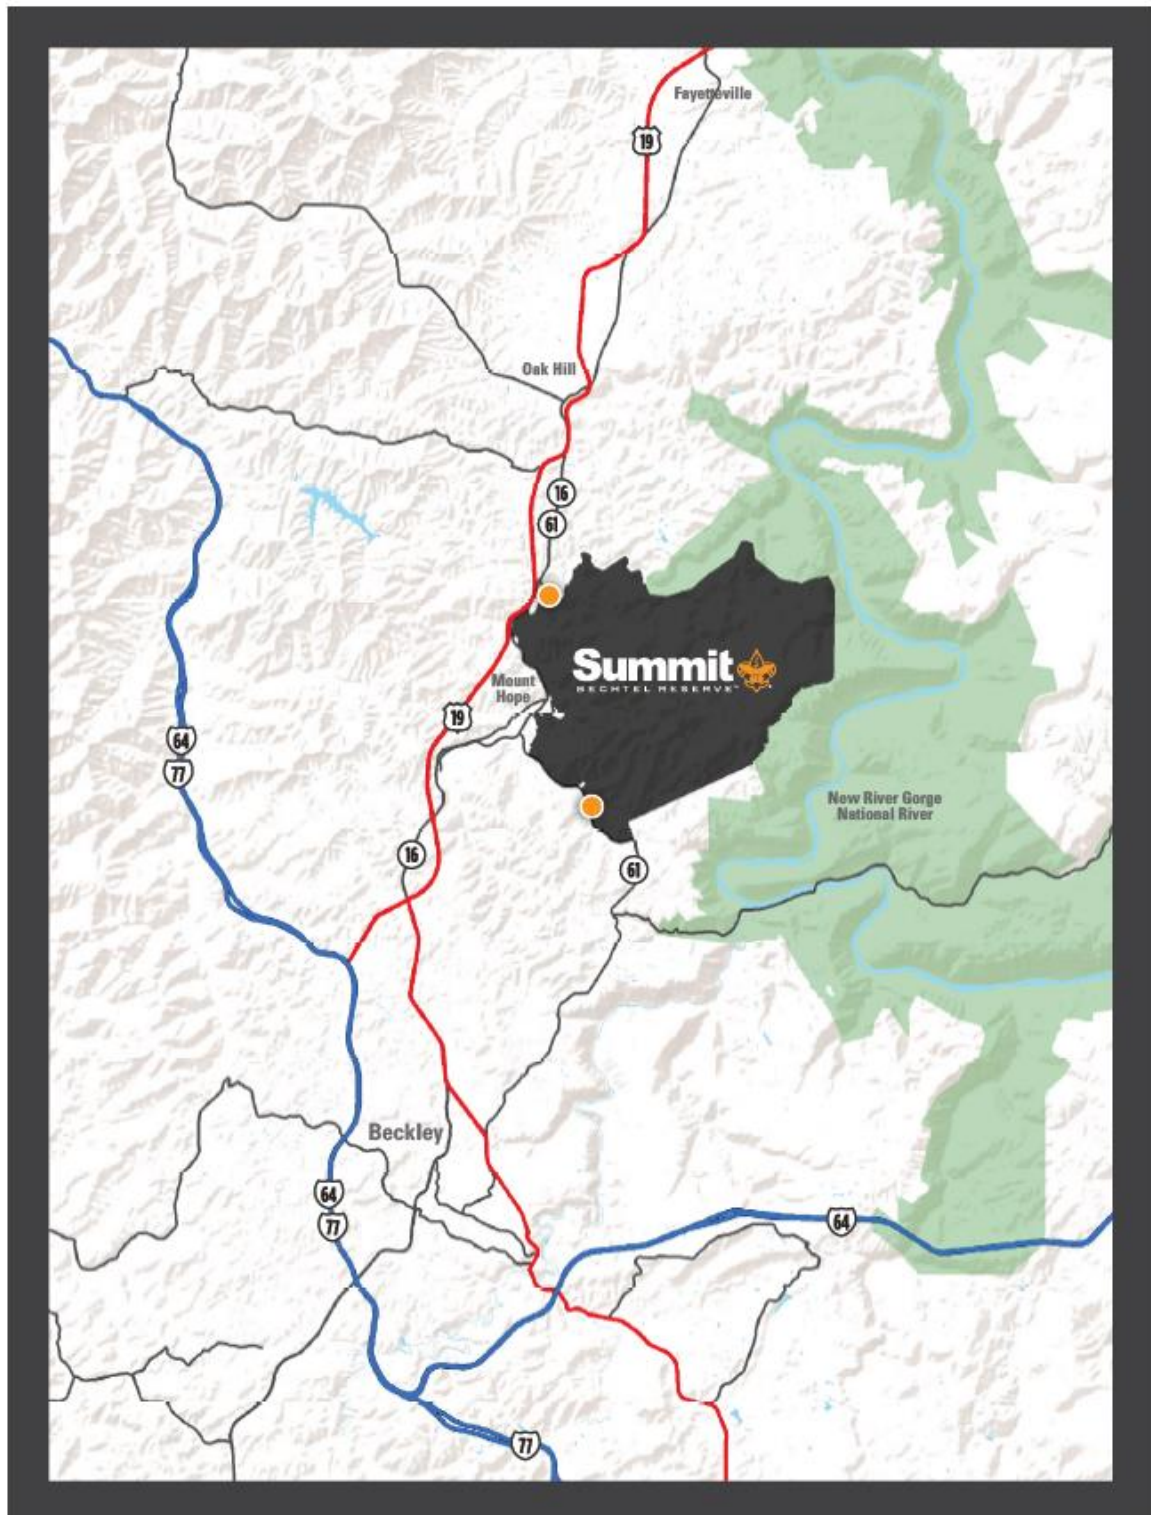 Fayetteville
19
Oak Hill
16
61
Summit
BECHTEL RESERVE™
Mount
Hope
19
64
77
New River Gorge
National River
16
61
Beckley
64
77
64
77